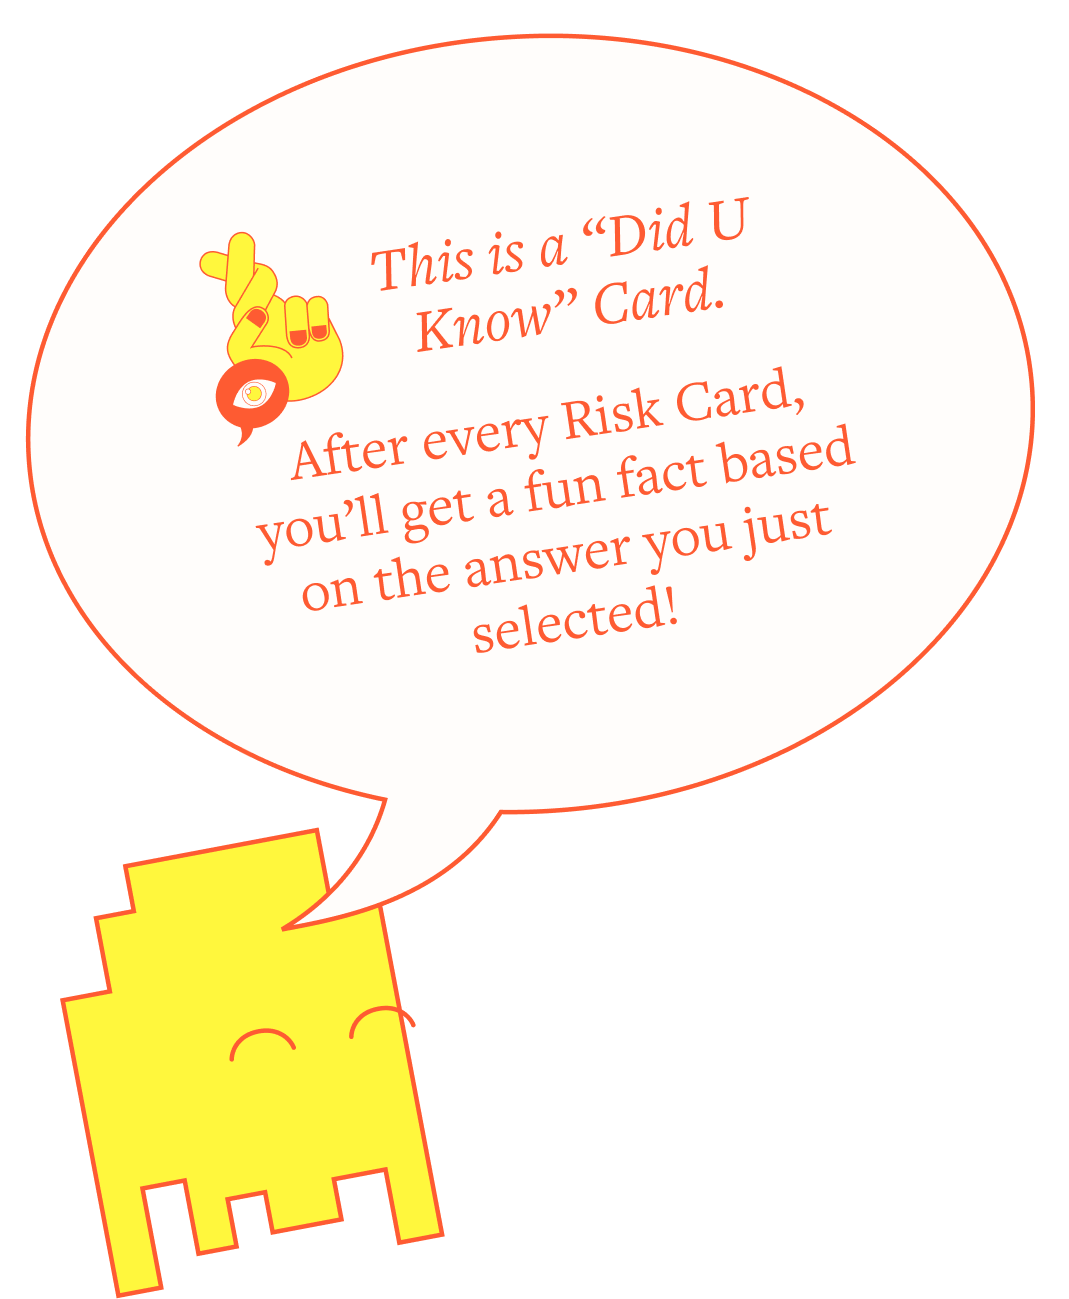 This is a “Did U
Know” Card.
After every Risk Card,
you’ll get a fun fact based
on the answer you just
selected!